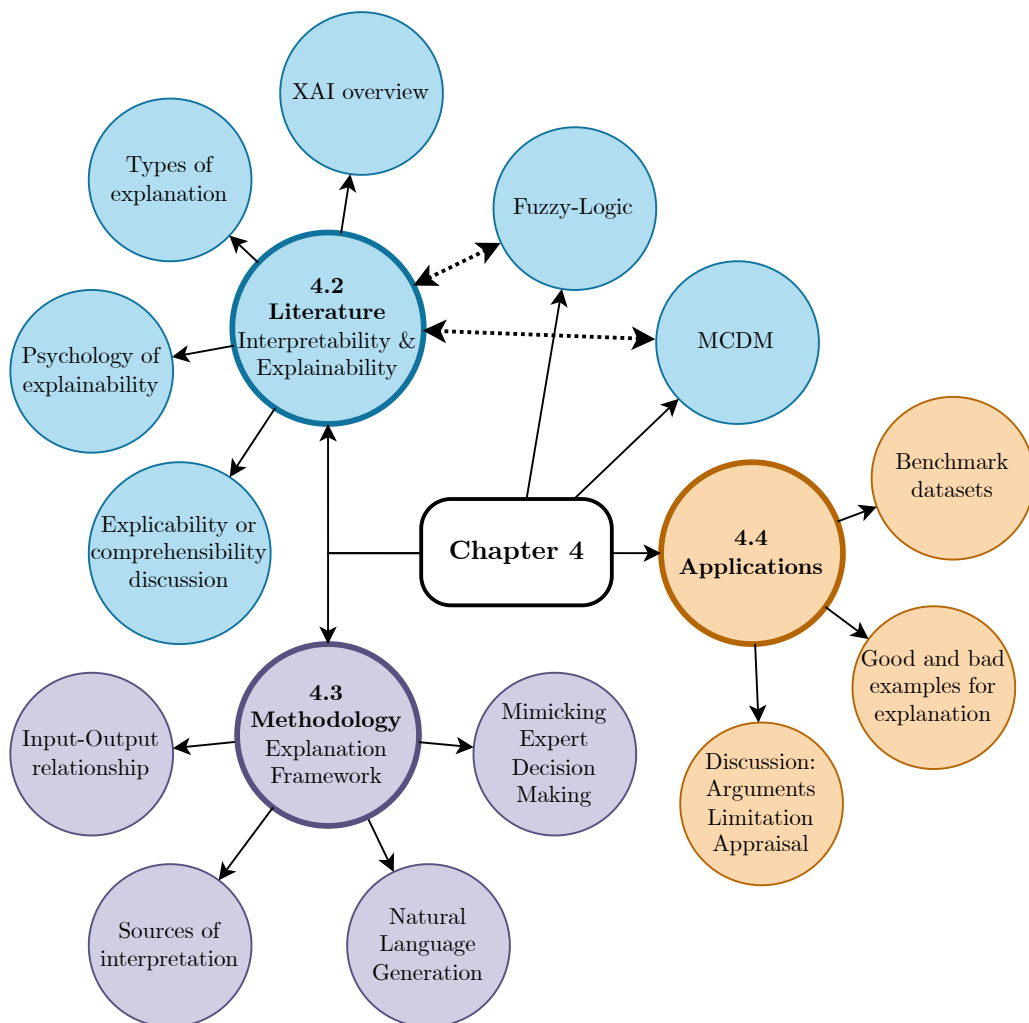 XAI overview
Types of
explanation
Fuzzy-Logic
4.2
Literature
Interpretability &
Explainability
MCDM
Psychology of
explainability
Benchmark
datasets
Explicability or
comprehensibility
discussion
Chapter 4
4.4
Applications
Good and bad
examples for
explanation
4.3
Methodology
Explanation
Framework
Input-Output
relationship
Mimicking
Expert
Decision
Making
Discussion:
Arguments
Limitation
Appraisal
Sources of
interpretation
Natural
Language
Generation